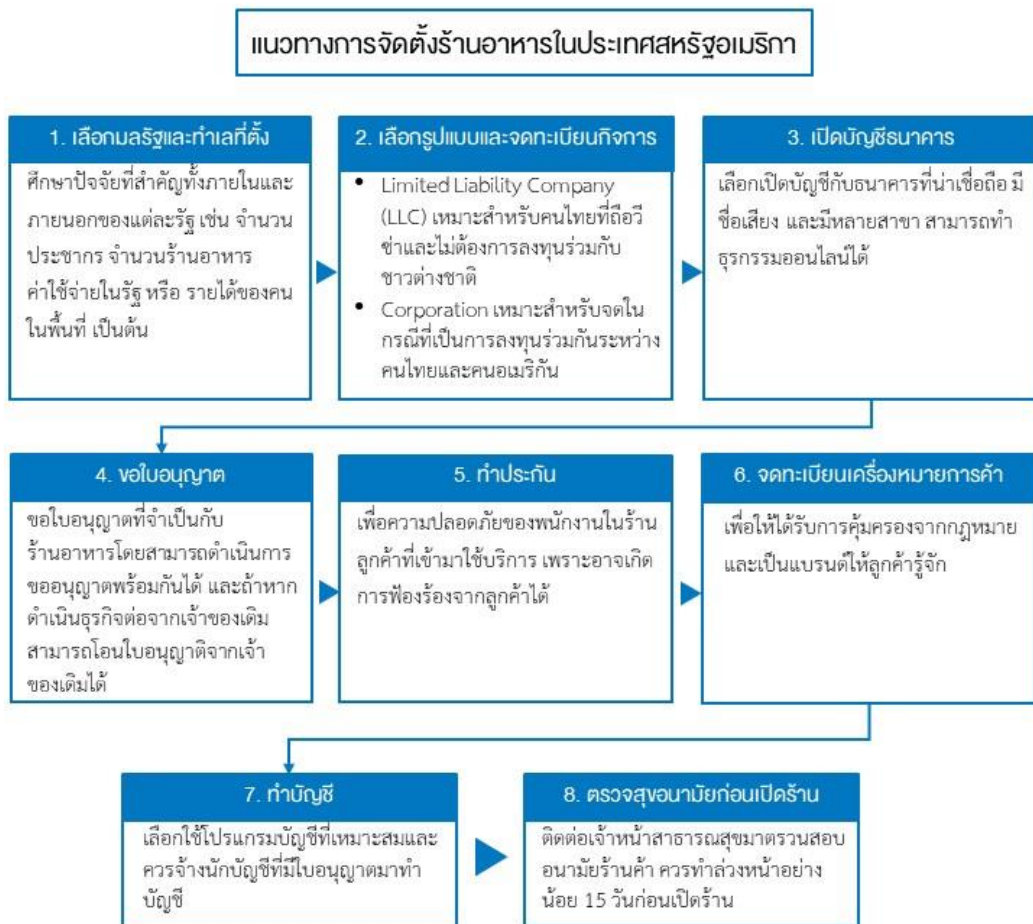 แนวทางการจัดตั้งร้านอาหารในประเทศสหรัฐอเมริกา
1. เลือกมลรัฐและทำเลที่ตั้ง
ศึกษาปัจจัยที่สำคัญทั้งภายในและ
ภายนอกของแต่ละรัฐ เช่น จำนวน
ประชากร จำนวนร้านอาหาร
ค่าใช้จ่ายในรัฐ หรือ รายได้ของคน
ในพื้นที่ เป็นต้น
2. เลือกรูปแบบและจดทะเบียนกิจการ
• Limited Liability Company
(LLC) เหมาะสำหรับคนไทยที่ถือวี
ซ่าและไม่ต้องการลงทุนร่วมกับ
ชาวต่างชาติ
• Corporation เหมาะสำหรับจดใน
กรณีที่เป็นการลงทุนร่วมกันระหว่าง
คนไทยและคนอเมริกัน
3. เปิดบัญชีธนาคาร
เลือกเปิดบัญชีกับธนาคารที่น่าเชื่อถือ มี
ชื่อเสียง และมีหลายสาขา สามารถทำ
ธุรกรรมออนไลน์ได้
4. ขอใบอนุญาต
ขอใบอนุญาตที่จำเป็นกับ
ร้านอาหารโดยสามารถดำเนินการ
ขออนุญาตพร้อมกันได้ และถ้าหาก
ดำเนินธุรกิจต่อจากเจ้าของเดิม
สามารถโอนใบอนุญาติจากเจ้า
ของเดิมได้
5. ทำประกัน
เพื่อความปลอดภัยของพนักงานในร้าน
ลูกค้าที่เข้ามาใช้บริการ เพราะอาจเกิด
การฟ้องร้องจากลูกค้าได้
6. จดทะเบียนเครื่องหมายการค้า
เพื่อให้ได้รับการคุ้มครองจากกฎหมาย
และเป็นแบรนด์ให้ลูกค้ารู้จัก
7. ทำบัญชี
เลือกใช้โปรแกรมบัญชีที่เหมาะสมและ
ควรจ้างนักบัญชีที่มีใบอนุญาตมาทำ
บัญชี
8. ตรวจสุขอนามัยก่อนเปิดร้าน
ติดต่อเจ้าหน้าสาธารณสุขมาตรวนสอบ
อนามัยร้านค้า ควรทำล่วงหน้าอย่าง
น้อย 15 วันก่อนเปิดร้าน